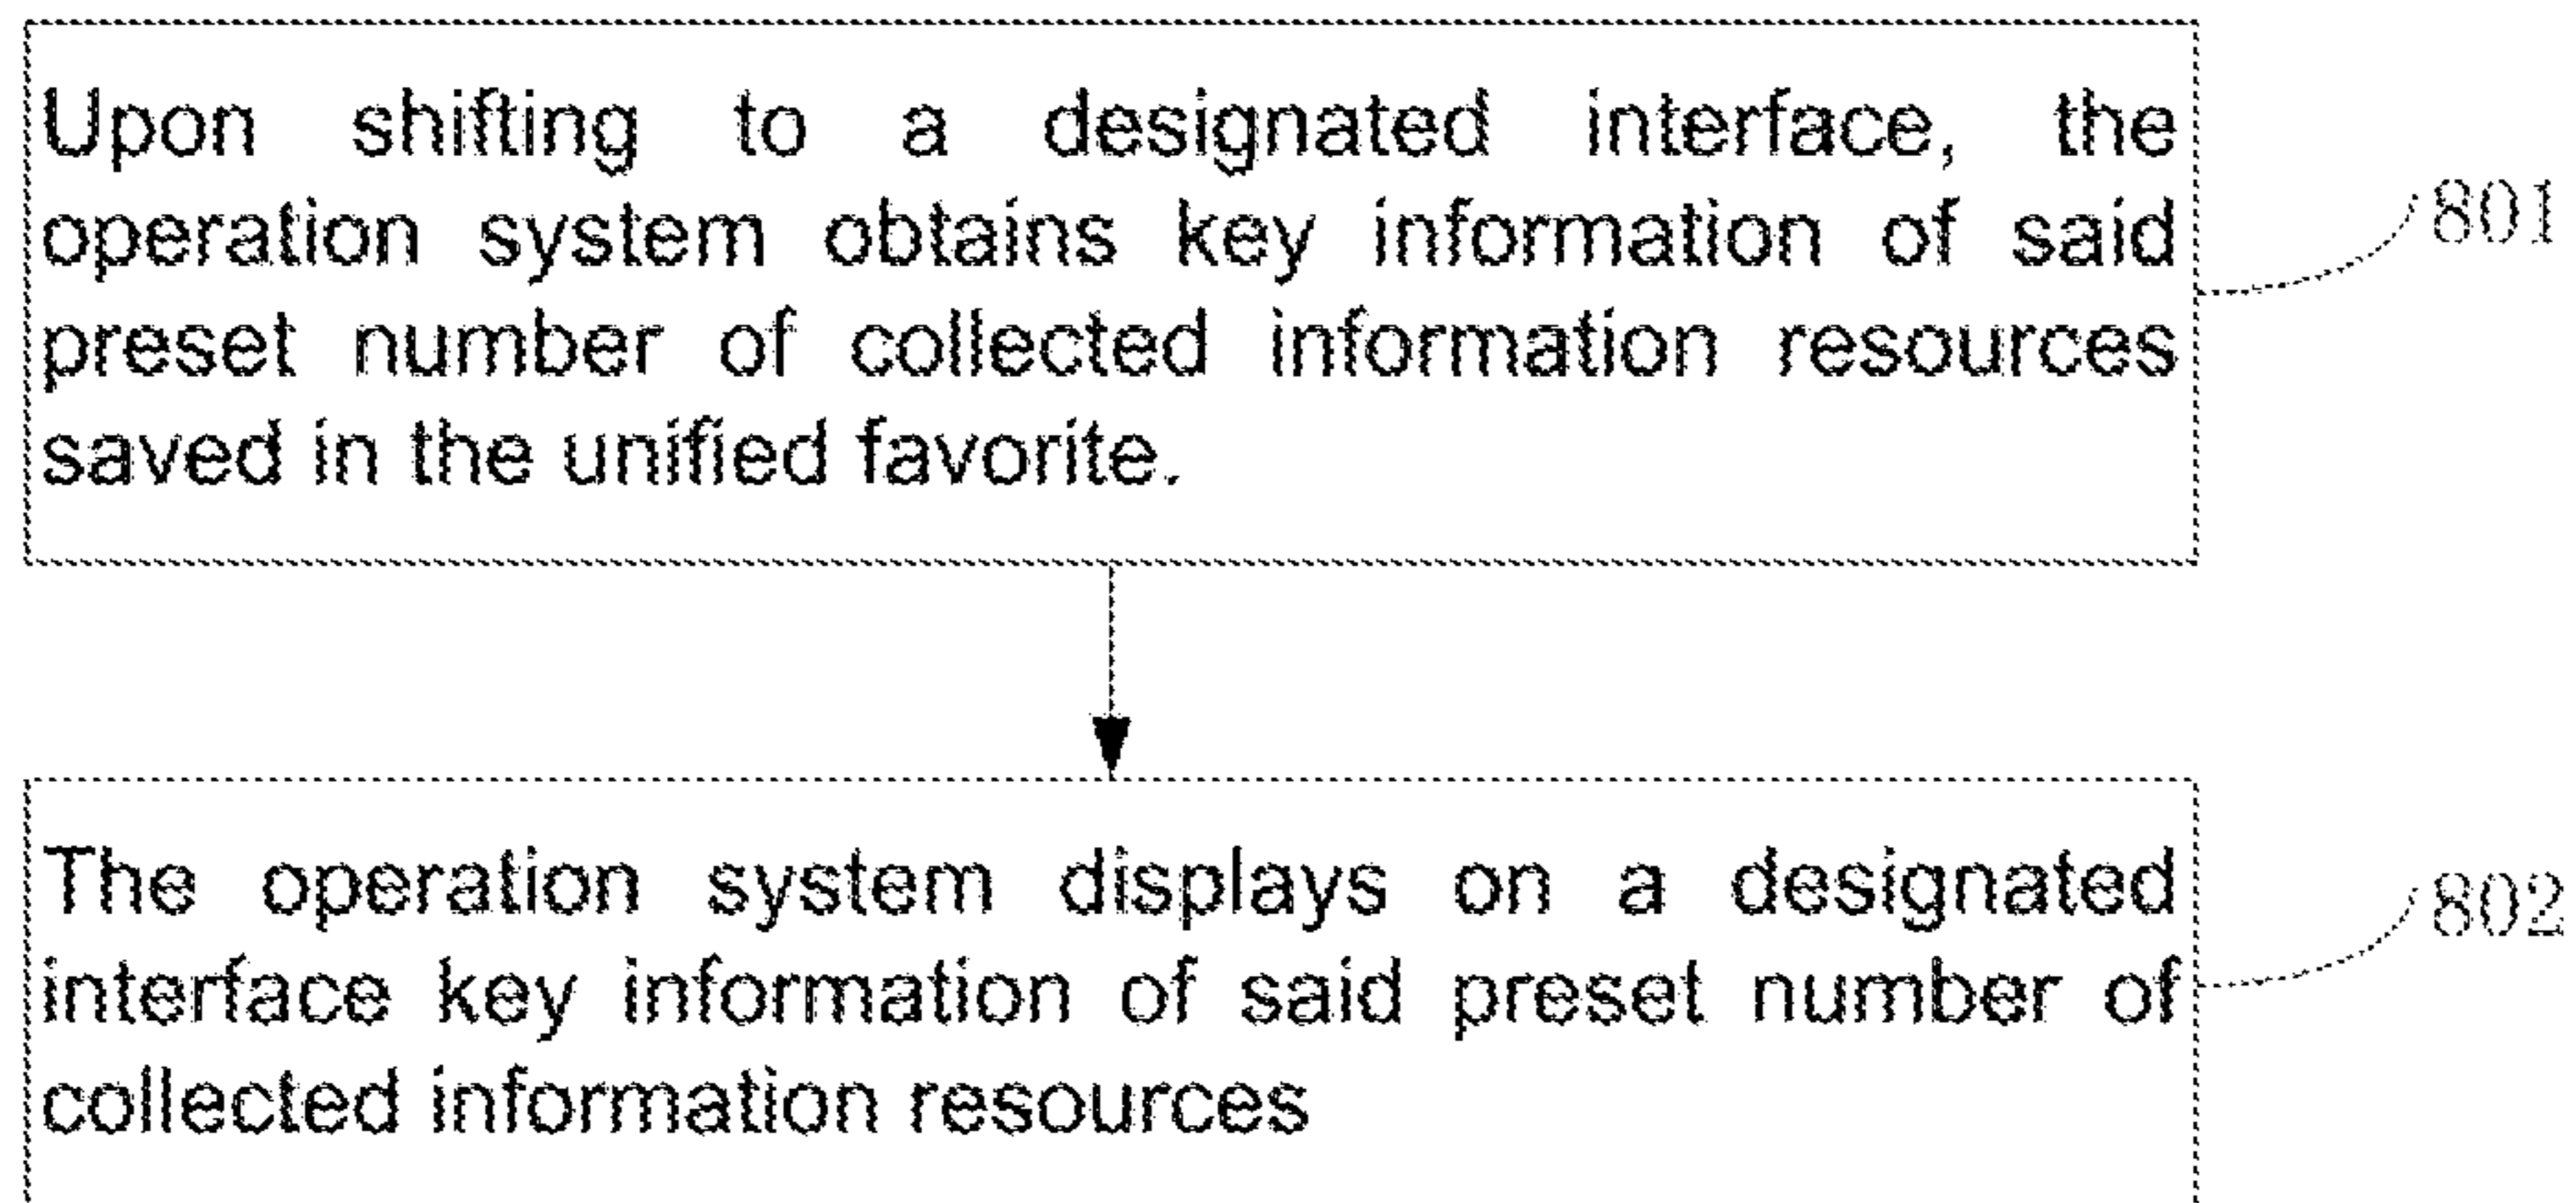 Upon shifting to a designated interface, the
operation system obtains key information of said
preset number of collected information resources
saved in the unified favorite.
801
The operation system displays on a designated
interface key information of said preset number of
collected information resources
802